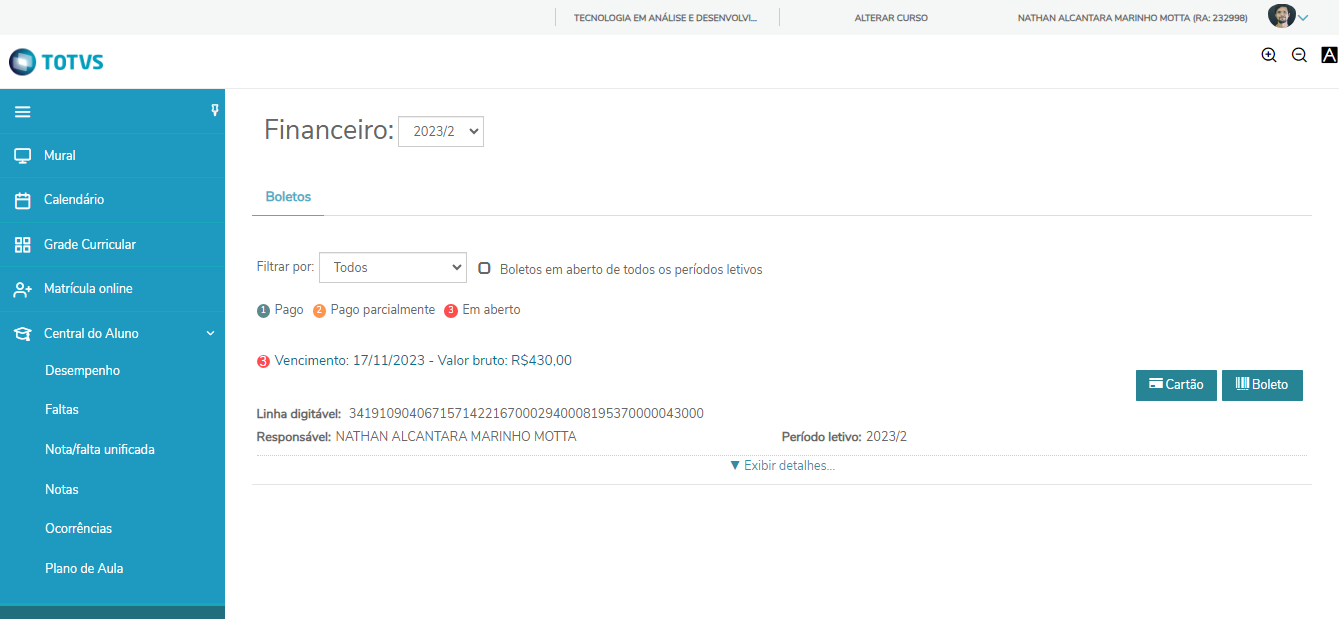 TECNOLOGIA EM ANÁLISE E DESENVOLVI...
ALTERAR CURSO
NATHAN ALCANTARA MARINHO MOTTA (RA: 232998)
TOTVS
A
Mural
Calendário
Grade Curricular
Matrícula online
Central do Aluno
Desempenho
Faltas
Nota/falta unificada
Notas
Ocorrências
Plano de Aula
Financeiro: 2023/2
Boletos
Filtrar por: Todos Boletos em aberto de todos os períodos letivos
1 Pago 2 Pago parcialmente 3 Em aberto
3 Vencimento: 17/11/2023 - Valor bruto: R$430,00
Cartão Boleto
Linha digitável: 34191090406715714221670002940008195370000043000
Responsável: NATHAN ALCANTARA MARINHO MOTTA Período letivo: 2023/2
▼ Exibir detalhes...